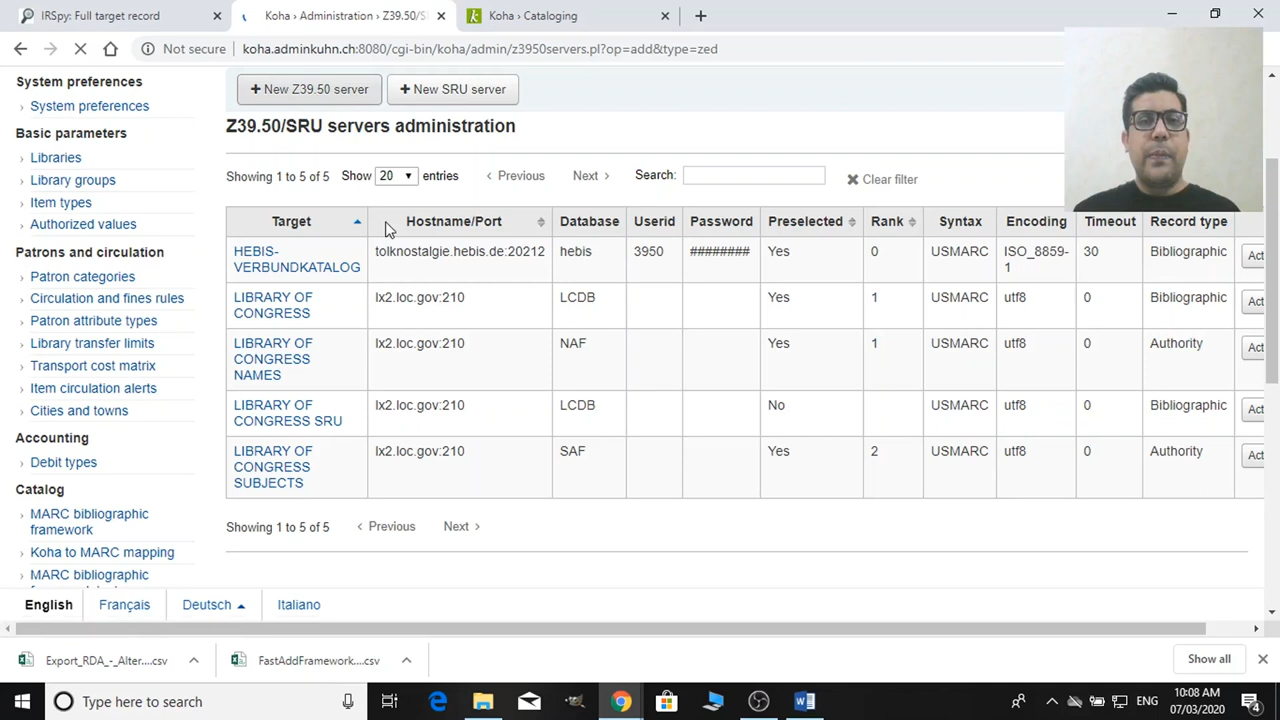 IRSpy: Full target record
Koha › Administration › Z39.50/S
Koha › Cataloging
Not secure koha.adminkuhn.ch:8080/cgi-bin/koha/admin/z3950servers.pl?op=add&type=zed
System preferences
System preferences
Basic parameters
Libraries
Library groups
Item types
Authorized values
Patrons and circulation
Patron categories
Circulation and fines rules
Patron attribute types
Library transfer limits
Transport cost matrix
Item circulation alerts
Cities and towns
Accounting
Debit types
Catalog
MARC bibliographic
framework
Koha to MARC mapping
MARC bibliographic
+ New Z39.50 server + New SRU server
Z39.50/SRU servers administration
Showing 1 to 5 of 5 Show 20 entries ‹ Previous Next › Search: Clear filter
Target Hostname/Port Database Userid Password Preselected Rank Syntax Encoding Timeout Record type
HEBIS- tolknostalgie.hebis.de:20212 hebis 3950 ######## Yes 0 USMARC ISO_8859- 30 Bibliographic Act
VERBUNDKATALOG 1
LIBRARY OF lx2.loc.gov:210 LCDB Yes 1 USMARC utf8 0 Bibliographic Act
CONGRESS
LIBRARY OF lx2.loc.gov:210 NAF Yes 1 USMARC utf8 0 Authority Act
CONGRESS
NAMES
LIBRARY OF lx2.loc.gov:210 LCDB No USMARC utf8 0 Bibliographic Act
CONGRESS SRU
LIBRARY OF lx2.loc.gov:210 SAF Yes 2 USMARC utf8 0 Authority Act
CONGRESS
SUBJECTS
Showing 1 to 5 of 5 ‹ Previous Next ›
English Français Deutsch Italiano
Export_RDA_-_Alter....csv FastAddFramework....csv Show all
Type here to search ENG 10:08 AM
07/03/2020 4